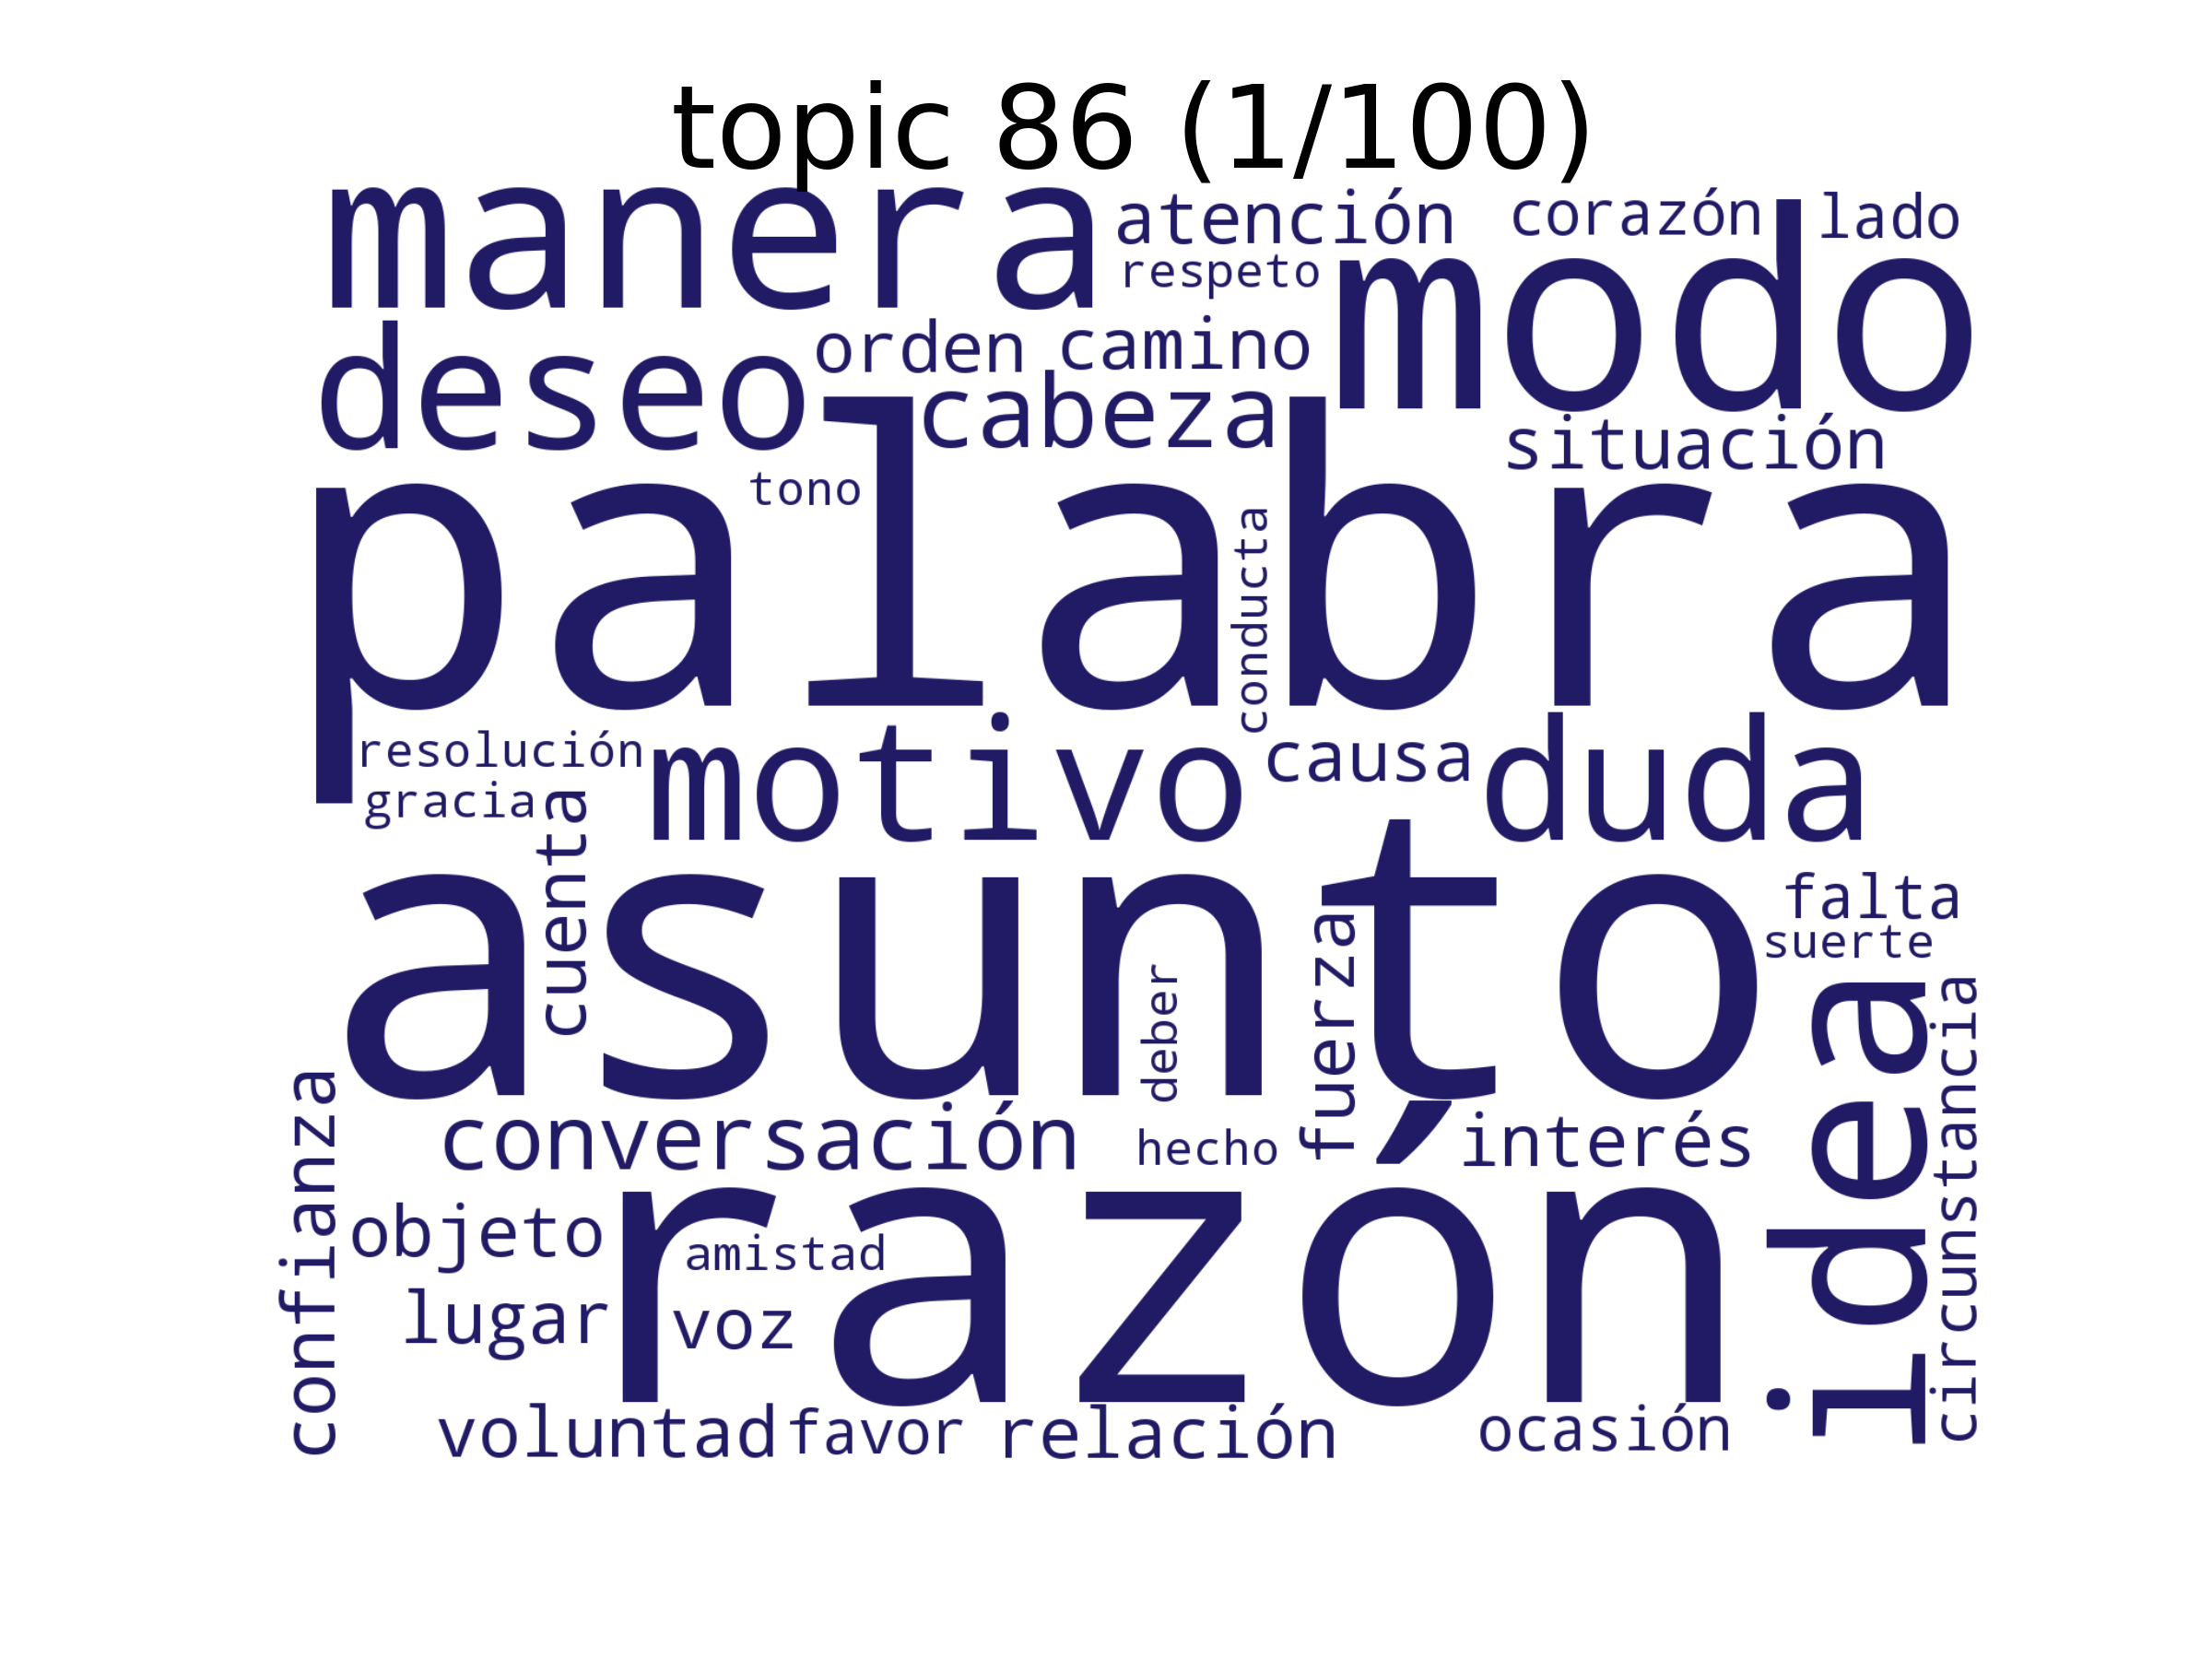 topic 86 (1/100)
manera
atención
corazón
lado
respeto
modo
deseo
orden
camino
cabeza
situación
tono
palabra
conducta
resolución
motivo
causa
duda
gracia
cuenta
asunto
falta
suerte
fuerza
deber
idea
circunstancia
confianza
conversación
hecho
interés
razón
objeto
amistad
lugar
voz
voluntad
favor
relación
ocasión